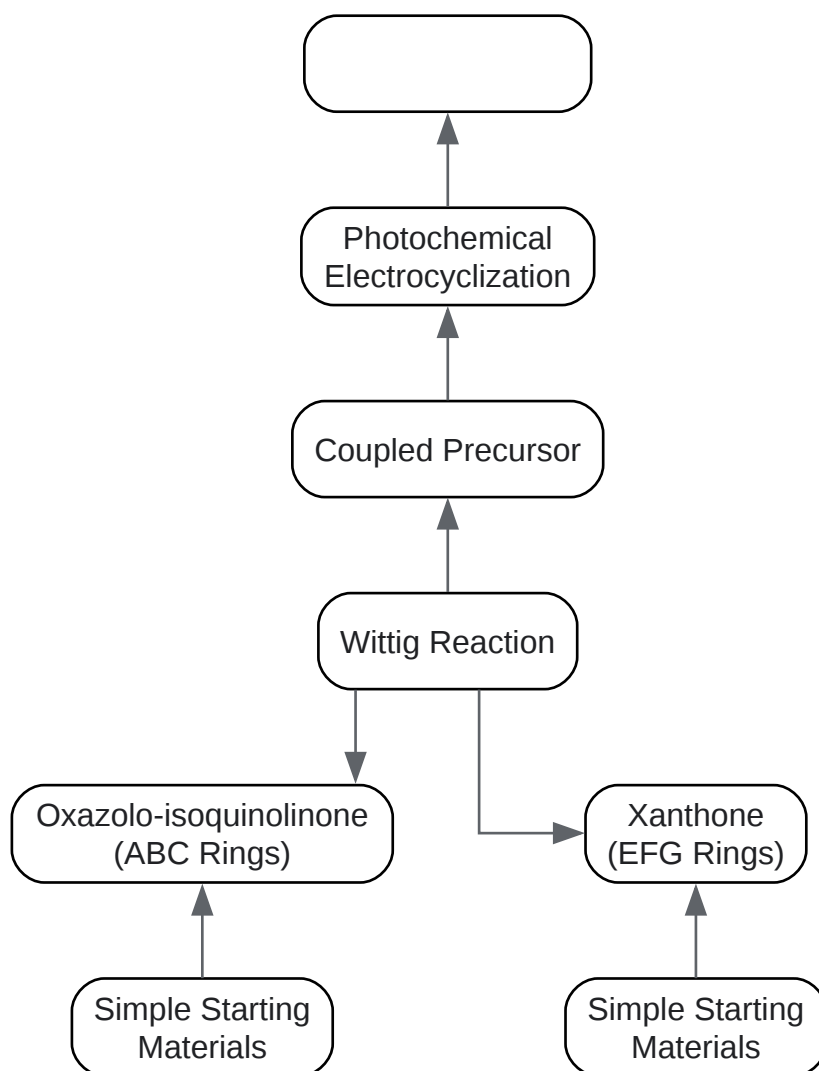 Photochemical
Electrocyclization
Coupled Precursor
Wittig Reaction
Oxazolo-isoquinolinone
(ABC Rings)
Xanthone
(EFG Rings)
Simple Starting
Materials
Simple Starting
Materials